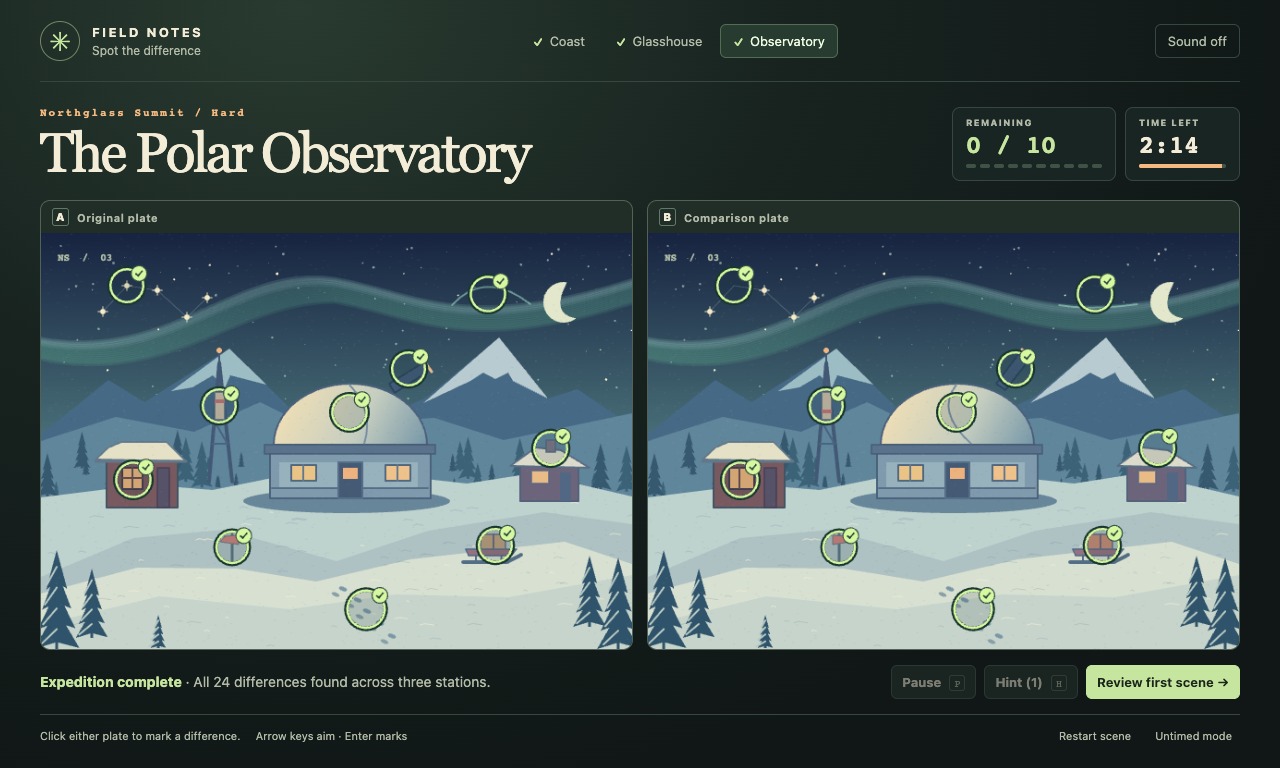 FIELD NOTES
Spot the difference
Coast
Glasshouse
Observatory
Sound off
Northglass Summit / Hard
The Polar Observatory
REMAINING
0 / 10
TIME LEFT
2:14
A Original plate
B Comparison plate
NS / 03
NS / 03
Expedition complete · All 24 differences found across three stations.
Pause P
Hint (1) H
Review first scene →
Click either plate to mark a difference.
Arrow keys aim · Enter marks
Restart scene
Untimed mode